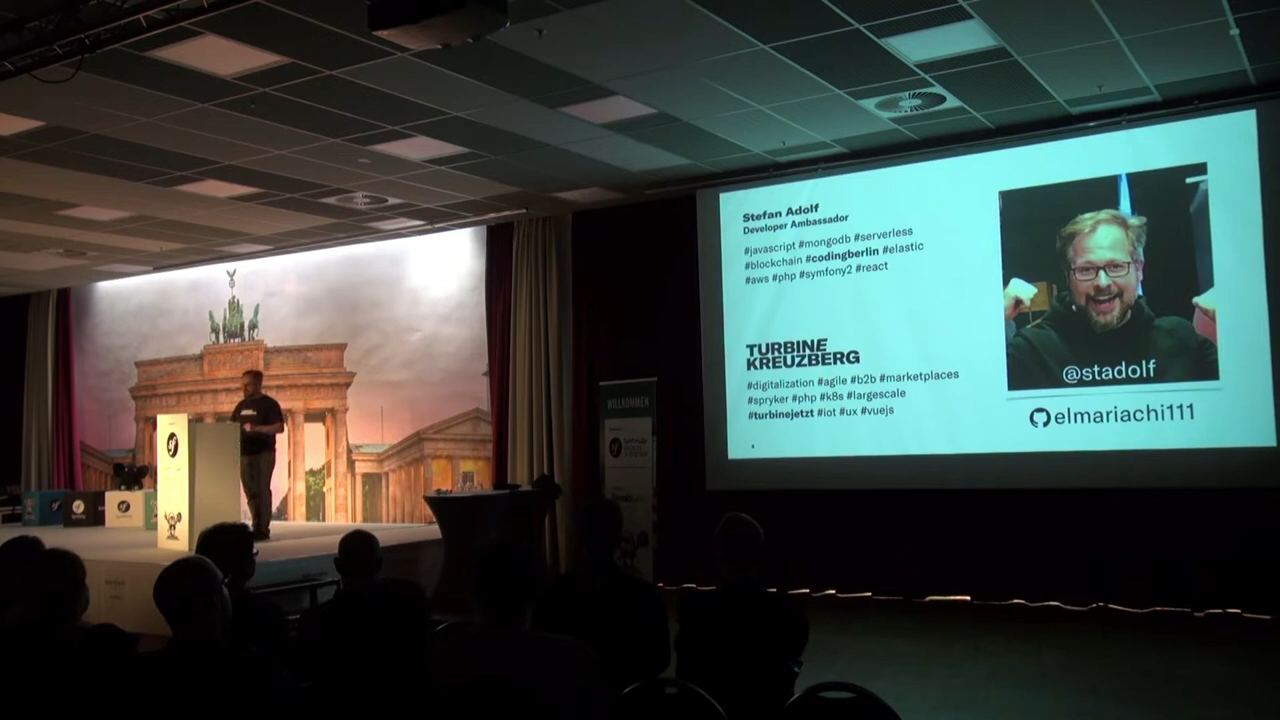 Stefan Adolf
Developer Ambassador
#javascript #mongodb #serverless
#blockchain #codingberlin #elastic
#aws #php #symfony2 #react
TURBINE
KREUZBERG
#digitalization #agile #b2b #marketplaces
#spryker #php #k8s #largescale
#turbinejetzt #iot #ux #vuejs
@stadolf
elmariachi111
WILLKOMMEN
sf